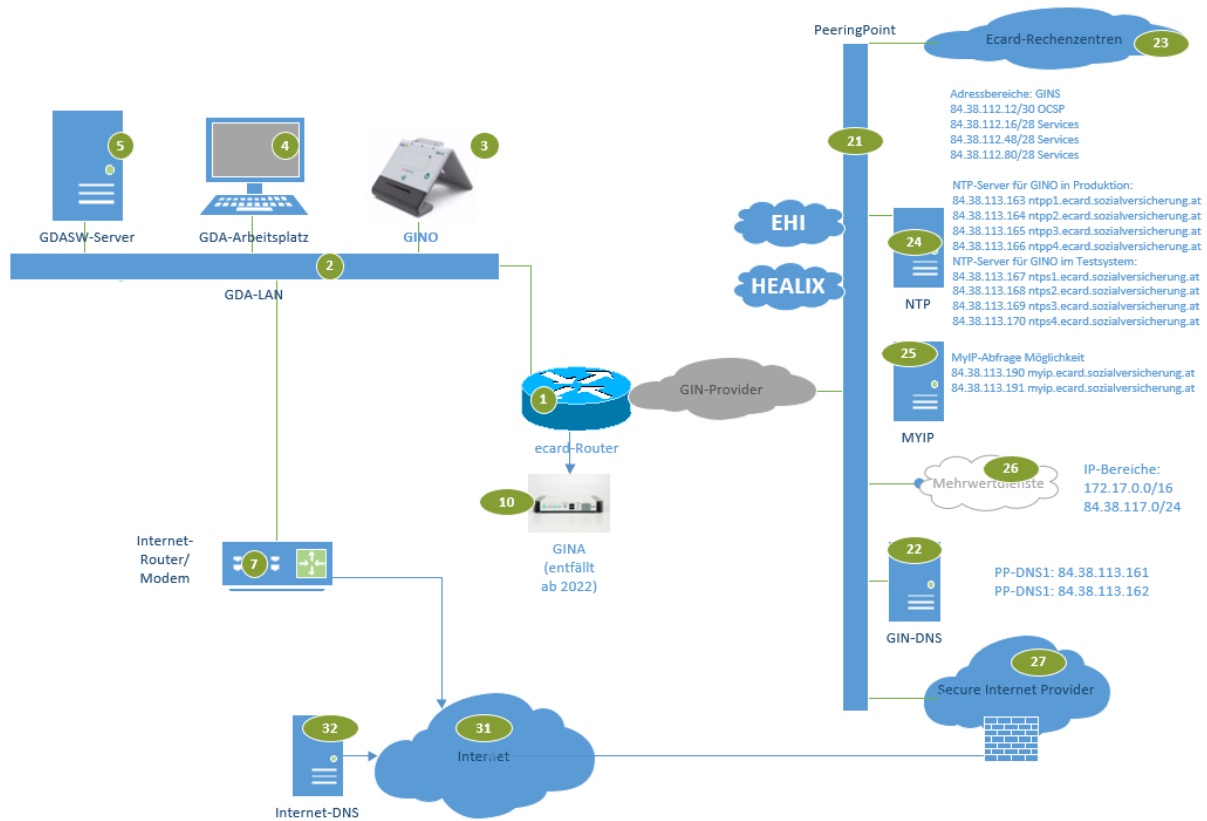 PeeringPoint
Ecard-Rechenzentren
23
Adressbereiche: GINS
84.38.112.12/30 OCSP
84.38.112.16/28 Services
84.38.112.48/28 Services
84.38.112.80/28 Services
5
4
3
21
GDASW-Server
GDA-Arbeitsplatz
GINO
2
GDA-LAN
EHI
HEALIX
NTP-Server für GINO in Produktion:
84.38.113.163 ntpp1.ecard.sozialversicherung.at
84.38.113.164 ntpp2.ecard.sozialversicherung.at
84.38.113.165 ntpp3.ecard.sozialversicherung.at
84.38.113.166 ntpp4.ecard.sozialversicherung.at
NTP-Server für GINO im Testsystem:
84.38.113.167 ntps1.ecard.sozialversicherung.at
84.38.113.168 ntps2.ecard.sozialversicherung.at
84.38.113.169 ntps3.ecard.sozialversicherung.at
84.38.113.170 ntps4.ecard.sozialversicherung.at
24
NTP
25
MyIP-Abfrage Möglichkeit
84.38.113.190 myip.ecard.sozialversicherung.at
84.38.113.191 myip.ecard.sozialversicherung.at
MYIP
1
GIN-Provider
ecard-Router
10
GINA
(entfällt
ab 2022)
26
Mehrwertdienste
IP-Bereiche:
172.17.0.0/16
84.38.117.0/24
Internet-
Router/
Modem
7
22
PP-DNS1: 84.38.113.161
PP-DNS1: 84.38.113.162
GIN-DNS
27
Secure Internet Provider
32
31
Internet
Internet-DNS